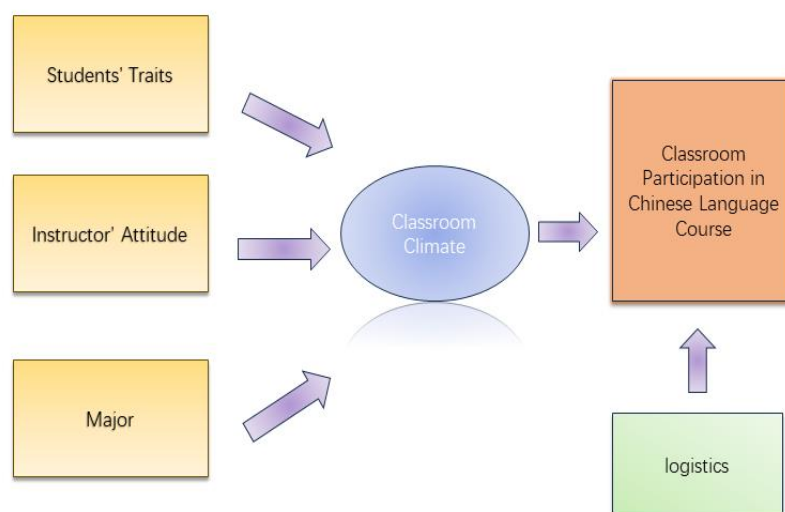 Students' Traits
Instructor' Attitude
Major
Classroom
Climate
Classroom
Participation in
Chinese Language
Course
logistics